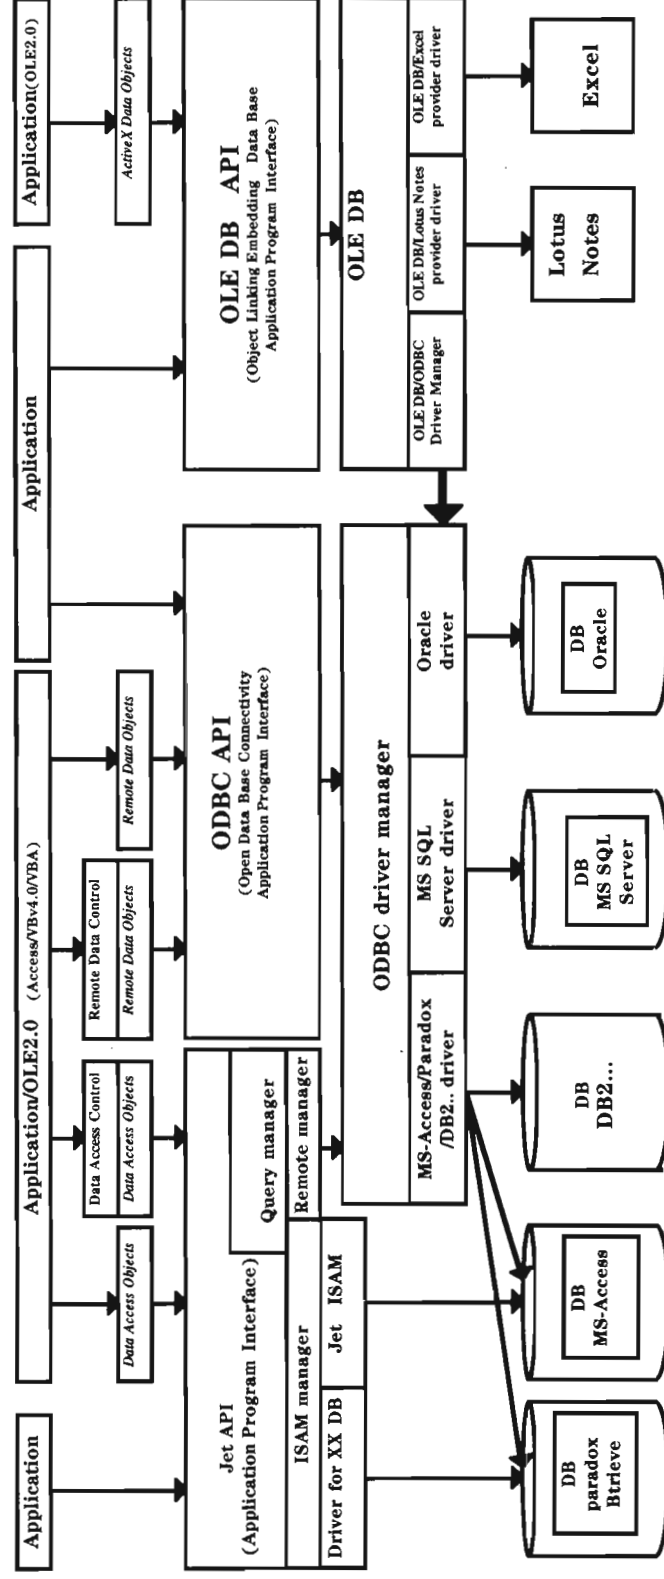 Application
Application/OLE2.0 (Access/VBv4.0/VBA)
Application
Application(OLE2.0)
Data Access Objects
Data Access Control
Data Access Objects
Remote Data Control
Remote Data Objects
Remote Data Objects
ActiveX Data Objects
Jet API
(Application Program Interface)
Query manager
ISAM manager
Remote manager
Driver for XX DB
Jet ISAM
ODBC API
(Open Data Base Connectivity
Application Program Interface)
OLE DB API
(Object Linking Embedding Data Base
Application Program Interface)
ODBC driver manager
MS-Access/Paradox
/DB2.. driver
MS SQL
Server driver
Oracle
driver
OLE DB
OLE DB/ODBC
Driver Manager
OLE DB/Lotus Notes
provider driver
OLE DB/Excel
provider driver
DB
paradox
Btrieve
DB
MS-Access
DB
DB2...
DB
MS SQL
Server
DB
Oracle
Lotus
Notes
Excel